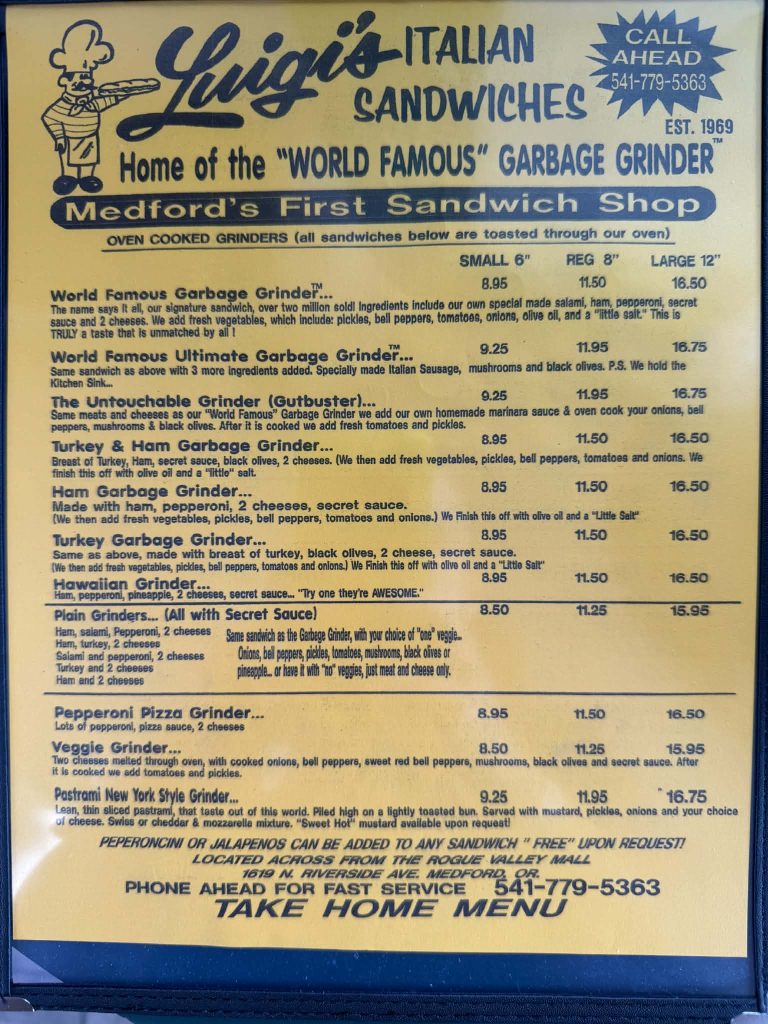 Luigi's ITALIAN SANDWICHES
CALL AHEAD 541-779-5363
EST. 1969
Home of the "WORLD FAMOUS" GARBAGE GRINDER™
Medford's First Sandwich Shop
OVEN COOKED GRINDERS (all sandwiches below are toasted through our oven)
SMALL 6" REG 8" LARGE 12"
World Famous Garbage Grinder™... 8.95 11.50 16.50
The name says it all, our signature sandwich, over two million sold! Ingredients include our own special made salami, ham, pepperoni, secret
sauce and 2 cheeses. We add fresh vegetables, which include: pickles, bell peppers, tomatoes, onions, olive oil, and a "little salt." This is
TRULY a taste that is unmatched by all !
World Famous Ultimate Garbage Grinder™... 9.25 11.95 16.75
Same sandwich as above with 3 more ingredients added. Specially made Italian Sausage, mushrooms and black olives. P.S. We hold the
Kitchen Sink...
The Untouchable Grinder (Gutbuster)... 9.25 11.95 16.75
Same meats and cheeses as our "World Famous" Garbage Grinder we add our own homemade marinara sauce & oven cook your onions, bell
peppers, mushrooms & black olives. After it is cooked we add fresh tomatoes and pickles.
Turkey & Ham Garbage Grinder... 8.95 11.50 16.50
Breast of Turkey, Ham, secret sauce, black olives, 2 cheeses. (We then add fresh vegetables, pickles, bell peppers, tomatoes and onions. We
finish this off with olive oil and a "little" salt.
Ham Garbage Grinder... 8.95 11.50 16.50
Made with ham, pepperoni, 2 cheeses, secret sauce.
(We then add fresh vegetables, pickles, bell peppers, tomatoes and onions.) We Finish this off with olive oil and a "Little Salt"
Turkey Garbage Grinder... 8.95 11.50 16.50
Same as above, made with breast of turkey, black olives, 2 cheese, secret sauce.
(We then add fresh vegetables, pickles, bell peppers, tomatoes and onions.) We Finish this off with olive oil and a "Little Salt"
Hawaiian Grinder... 8.95 11.50 16.50
Ham, pepperoni, pineapple, 2 cheeses, secret sauce... "Try one they're AWESOME."
Plain Grinders... (All with Secret Sauce) 8.50 11.25 15.95
Ham, salami, Pepperoni, 2 cheeses
Ham, turkey, 2 cheeses
Salami and pepperoni, 2 cheeses
Turkey and 2 cheeses
Ham and 2 cheeses
Same sandwich as the Garbage Grinder, with your choice of "one" veggie...
Onions, bell peppers, pickles, tomatoes, mushrooms, black olives or
pineapple... or have it with "no" veggies, just meat and cheese only.
Pepperoni Pizza Grinder... 8.95 11.50 16.50
Lots of pepperoni, pizza sauce, 2 cheeses
Veggie Grinder... 8.50 11.25 15.95
Two cheeses melted through oven, with cooked onions, bell peppers, sweet red bell peppers, mushrooms, black olives and secret sauce. After
it is cooked we add tomatoes and pickles.
Pastrami New York Style Grinder... 9.25 11.95 16.75
Lean, thin sliced pastrami, that taste out of this world. Piled high on a lightly toasted bun. Served with mustard, pickles, onions and your choice
of cheese. Swiss or cheddar & mozzarella mixture. "Sweet Hot" mustard available upon request!
PEPERONCINI OR JALAPENOS CAN BE ADDED TO ANY SANDWICH " FREE" UPON REQUEST!
LOCATED ACROSS FROM THE ROGUE VALLEY MALL
1619 N. RIVERSIDE AVE. MEDFORD, OR.
PHONE AHEAD FOR FAST SERVICE 541-779-5363
TAKE HOME MENU